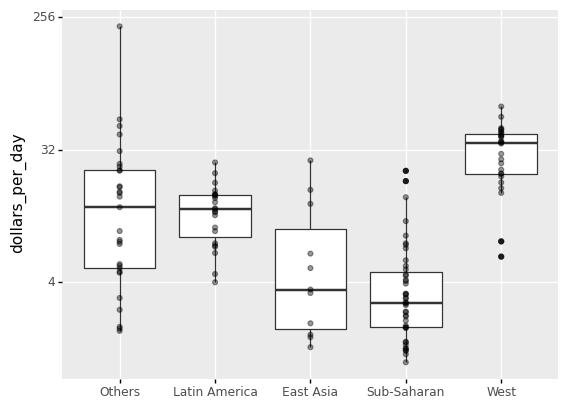 256
32
4
dollars_per_day
Others
Latin America
East Asia
Sub-Saharan
West